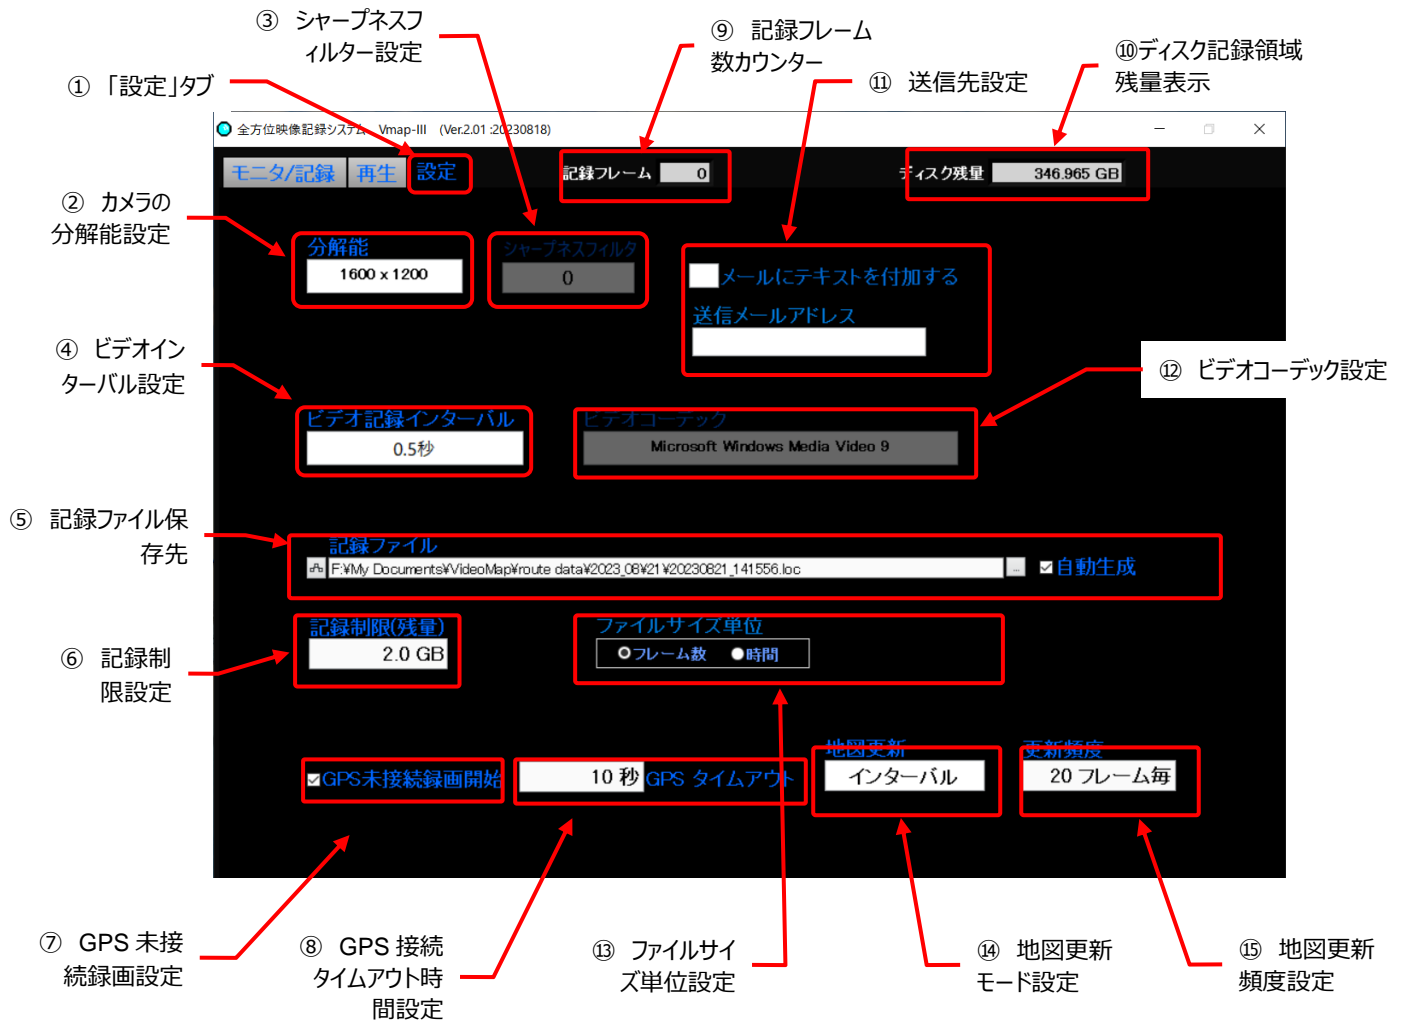 ③ シャープネスフ
ィルター設定
⑨ 記録フレーム
数カウンター
⑩ディスク記録領域
残量表示
① 「設定」タブ
⑪ 送信先設定
全方位映像記録システム Vmap-III (Ver.2.01 :20230818)
モニタ/記録 再生 設定
記録フレーム 0
ディスク残量 346.965 GB
② カメラの
分解能設定
分解能
1600 x 1200
シャープネスフィルタ
0
メールにテキストを付加する
送信メールアドレス
④ ビデオイン
ターバル設定
⑫ ビデオコーデック設定
ビデオ記録インターバル
0.5秒
ビデオコーデック
Microsoft Windows Media Video 9
⑤ 記録ファイル保
存先
記録ファイル
F:¥My Documents¥VideoMap¥route data¥2023_08¥21¥20230821_141556.loc
...
自動生成
⑥ 記録制
限設定
記録制限(残量)
2.0 GB
ファイルサイズ単位
フレーム数 時間
GPS未接続録画開始
10 秒 GPS タイムアウト
地図更新
インターバル
更新頻度
20 フレーム毎
⑦ GPS 未接
続録画設定
⑧ GPS 接続
タイムアウト時
間設定
⑬ ファイルサイ
ズ単位設定
⑭ 地図更新
モード設定
⑮ 地図更新
頻度設定